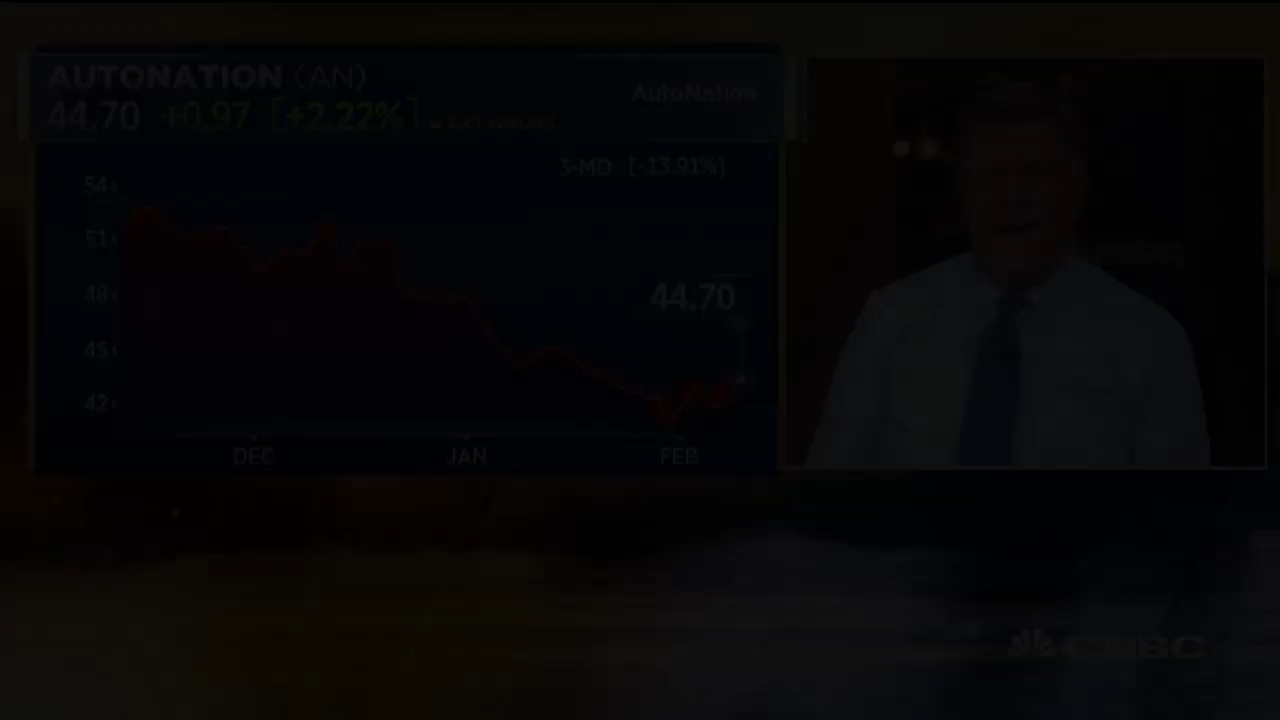 AUTONATION (AN)
44.70 +0.97 [+2.22%]
AutoNation
3-MO [-13.91%]
54
51
48
45
42
44.70
DEC JAN FEB
CNBC